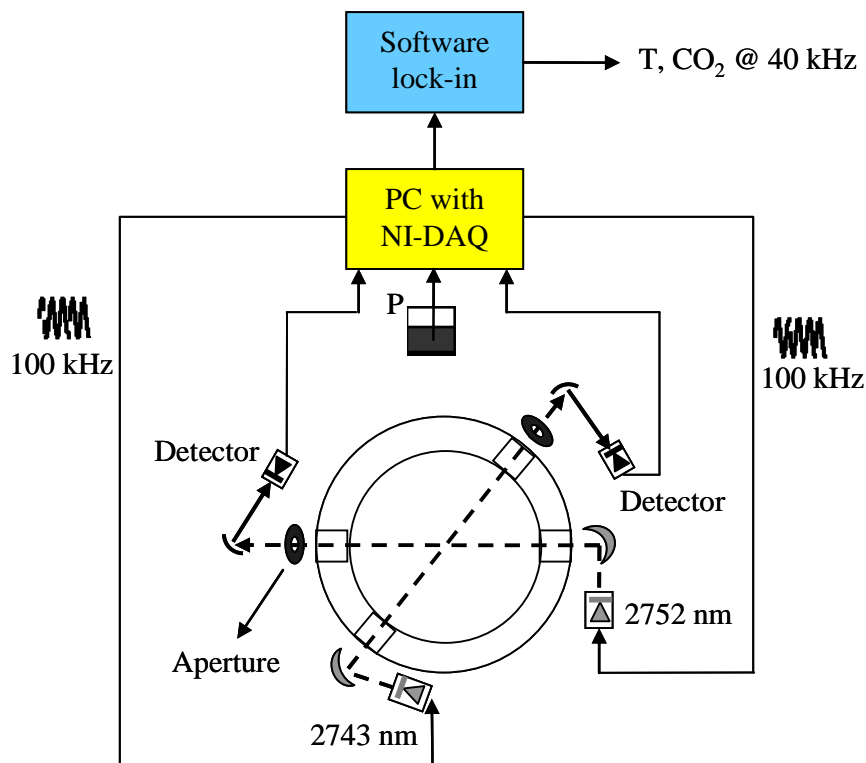 Software
lock-in
T, CO₂ @ 40 kHz
PC with
NI-DAQ
P
100 kHz
100 kHz
Detector
Detector
2752 nm
Aperture
2743 nm